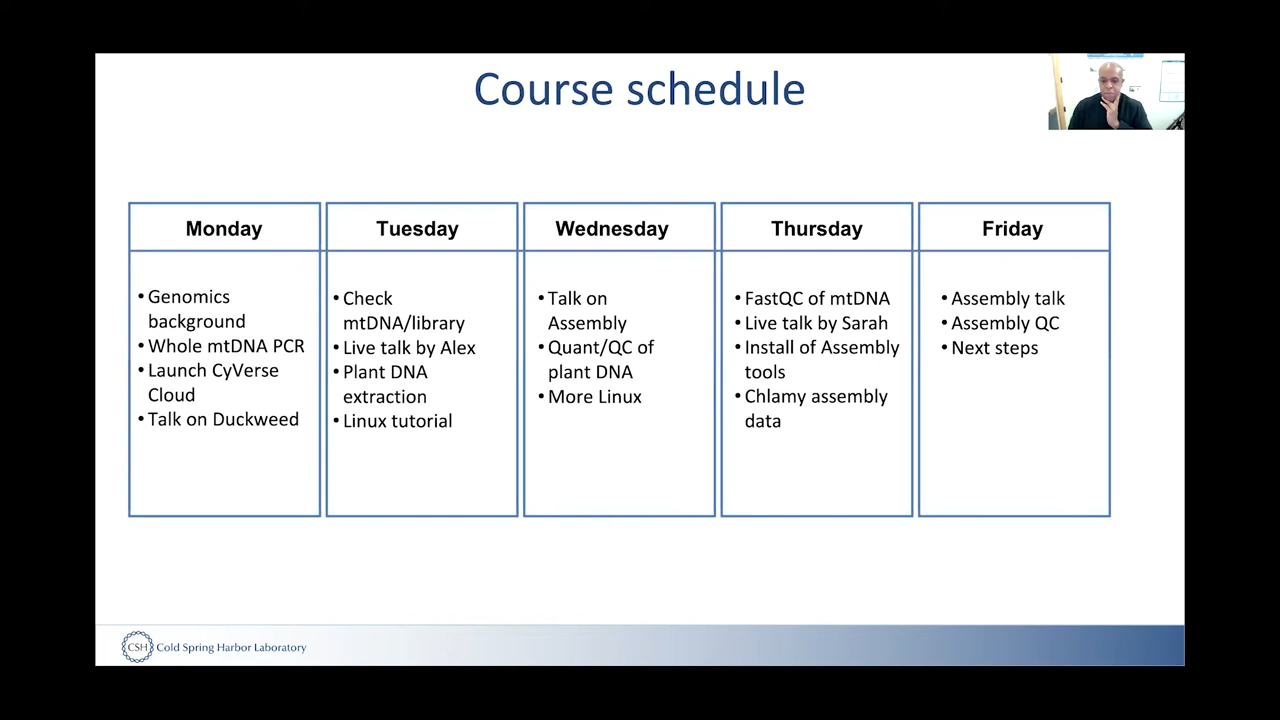 Course schedule
Monday
Tuesday
Wednesday
Thursday
Friday
• Genomics
background
• Whole mtDNA PCR
• Launch CyVerse
Cloud
• Talk on Duckweed
• Check
mtDNA/library
• Live talk by Alex
• Plant DNA
extraction
• Linux tutorial
• Talk on
Assembly
• Quant/QC of
plant DNA
• More Linux
• FastQC of mtDNA
• Live talk by Sarah
• Install of Assembly
tools
• Chlamy assembly
data
• Assembly talk
• Assembly QC
• Next steps
CSH Cold Spring Harbor Laboratory